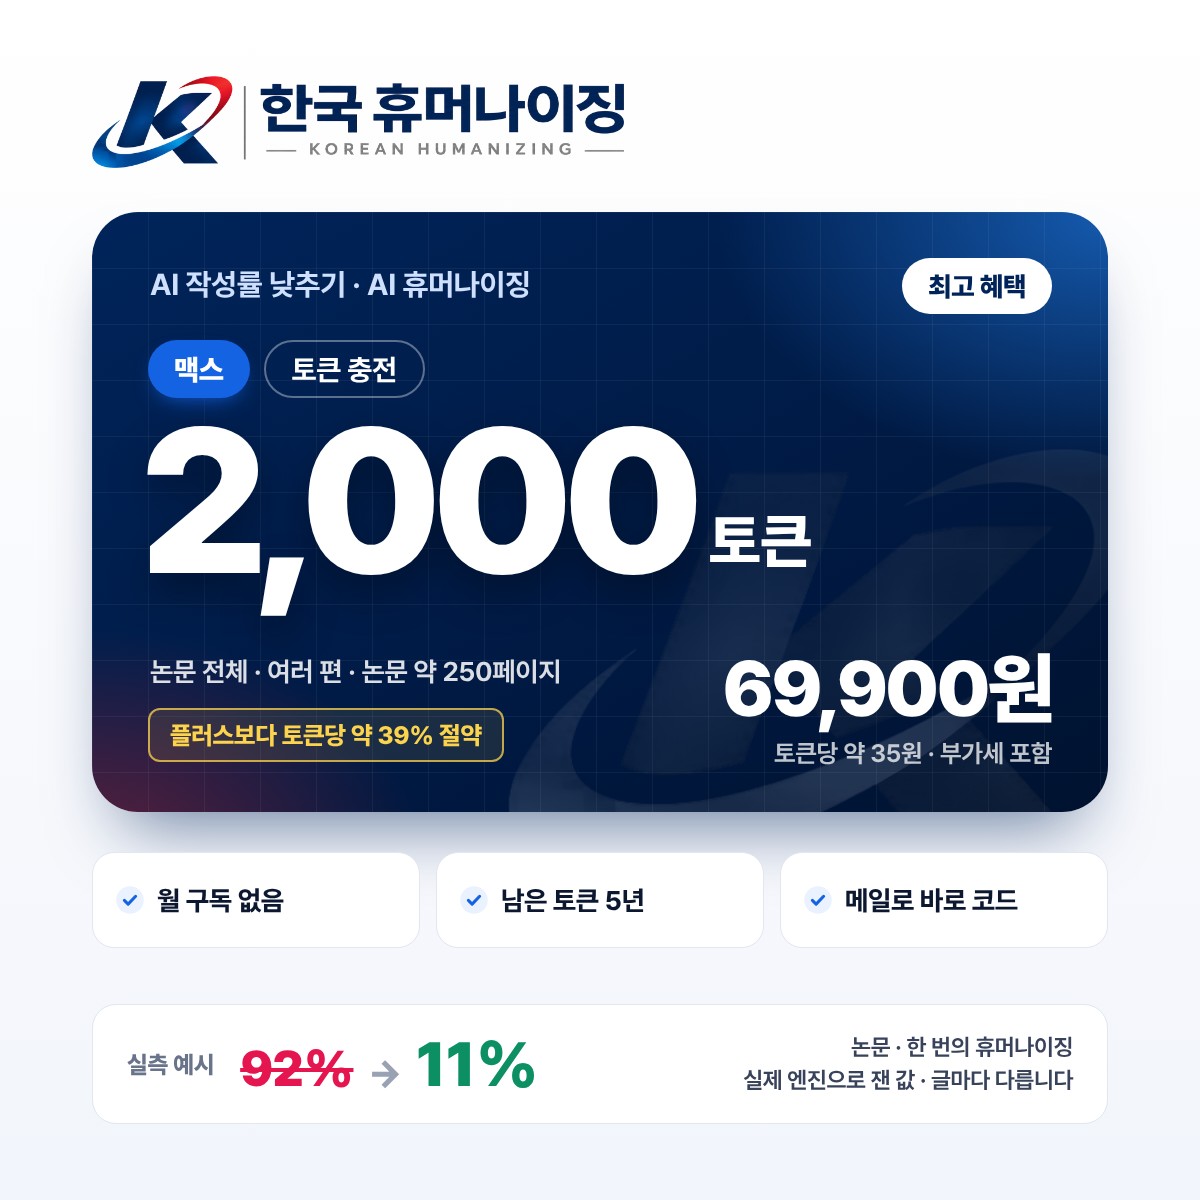 한국 휴머나이징
KOREAN HUMANIZING
AI 작성률 낮추기 · AI 휴머나이징
최고 혜택
맥스
토큰 충전
2,000 토큰
논문 전체 · 여러 편 · 논문 약 250페이지
플러스보다 토큰당 약 39% 절약
69,900원
토큰당 약 35원 · 부가세 포함
월 구독 없음
남은 토큰 5년
메일로 바로 코드
실측 예시 92% → 11%
논문 · 한 번의 휴머나이징
실제 엔진으로 잰 값 · 글마다 다릅니다